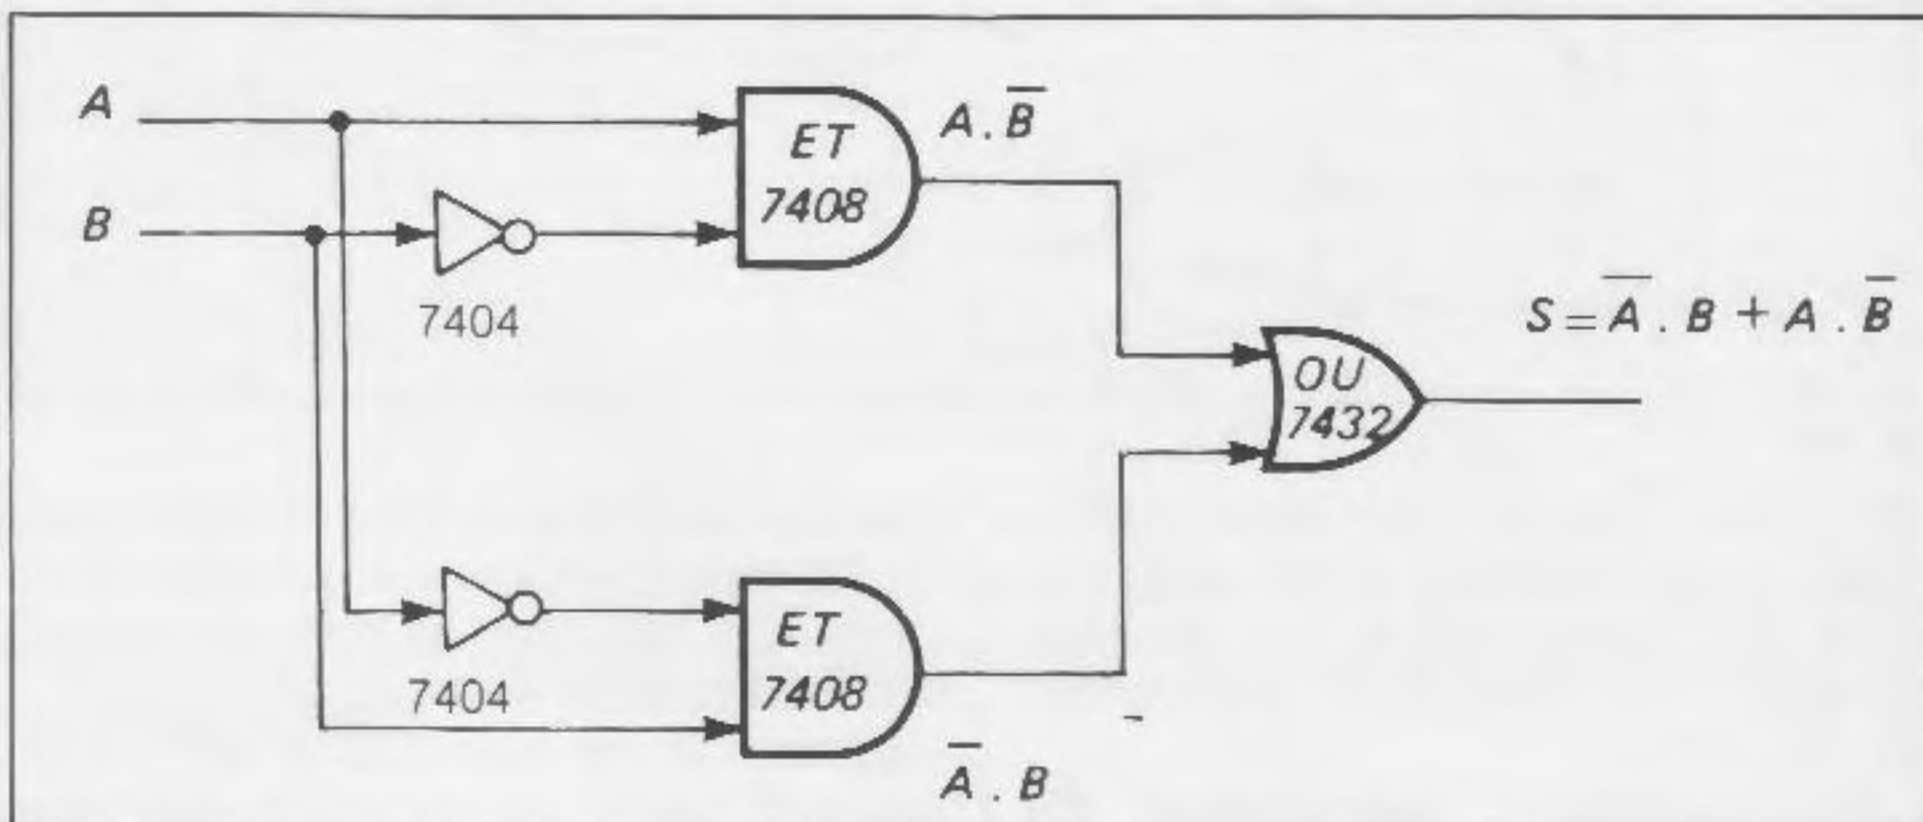 A
B
7404
ET
7408
A . B̅
7404
ET
7408
A̅ . B
OU
7432
S = A̅ . B + A . B̅